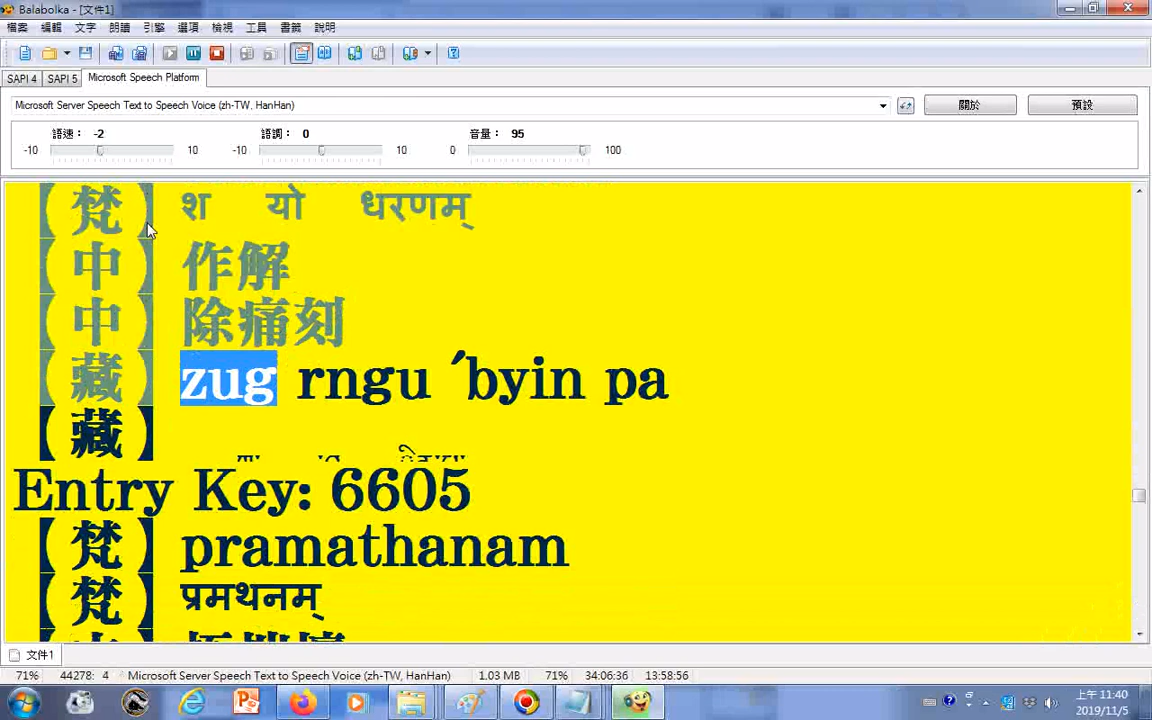 Balabolka - [文件1]
檔案 編輯 文字 朗讀 引擎 選項 檢視 工具 書籤 說明
SAPI 4 SAPI 5 Microsoft Speech Platform
Microsoft Server Speech Text to Speech Voice (zh-TW, HanHan) 關於 預設
語速： -2 語調： 0 音量： 95
-10 10 -10 10 0 100
【梵】 श यो धरणम्
【中】 作解
【中】 除痛刻
【藏】 zug rngu ´byin pa
【藏】
Entry Key: 6605
【梵】 pramathanam
【梵】 प्रमथनम्
文件1
71% 44278: 4 Microsoft Server Speech Text to Speech Voice (zh-TW, HanHan) 1.03 MB 71% 34:06:36 13:58:56
上午 11:40
2019/11/5